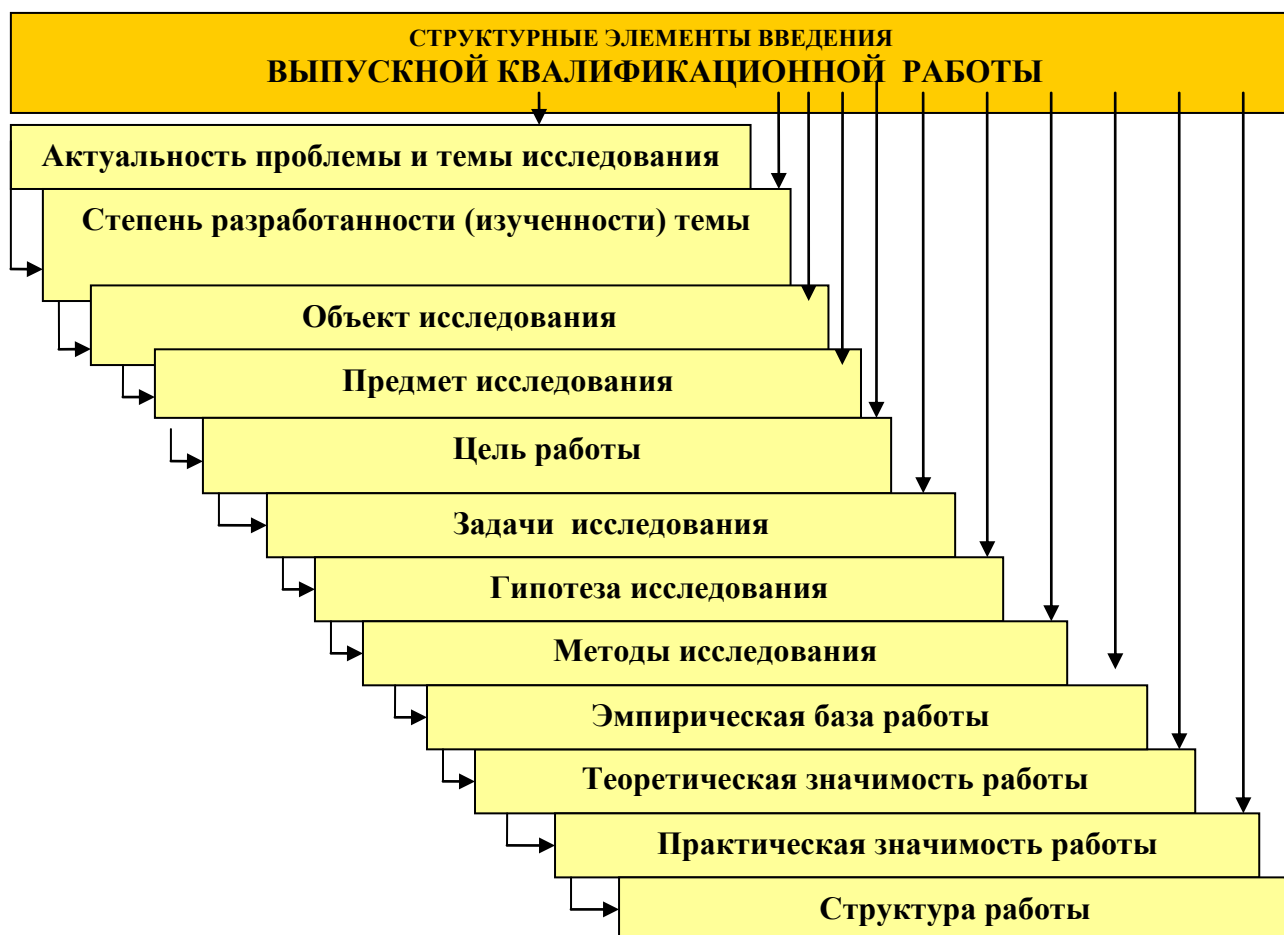 СТРУКТУРНЫЕ ЭЛЕМЕНТЫ ВВЕДЕНИЯ
ВЫПУСКНОЙ КВАЛИФИКАЦИОННОЙ РАБОТЫ
Актуальность проблемы и темы исследования
Степень разработанности (изученности) темы
Объект исследования
Предмет исследования
Цель работы
Задачи исследования
Гипотеза исследования
Методы исследования
Эмпирическая база работы
Теоретическая значимость работы
Практическая значимость работы
Структура работы